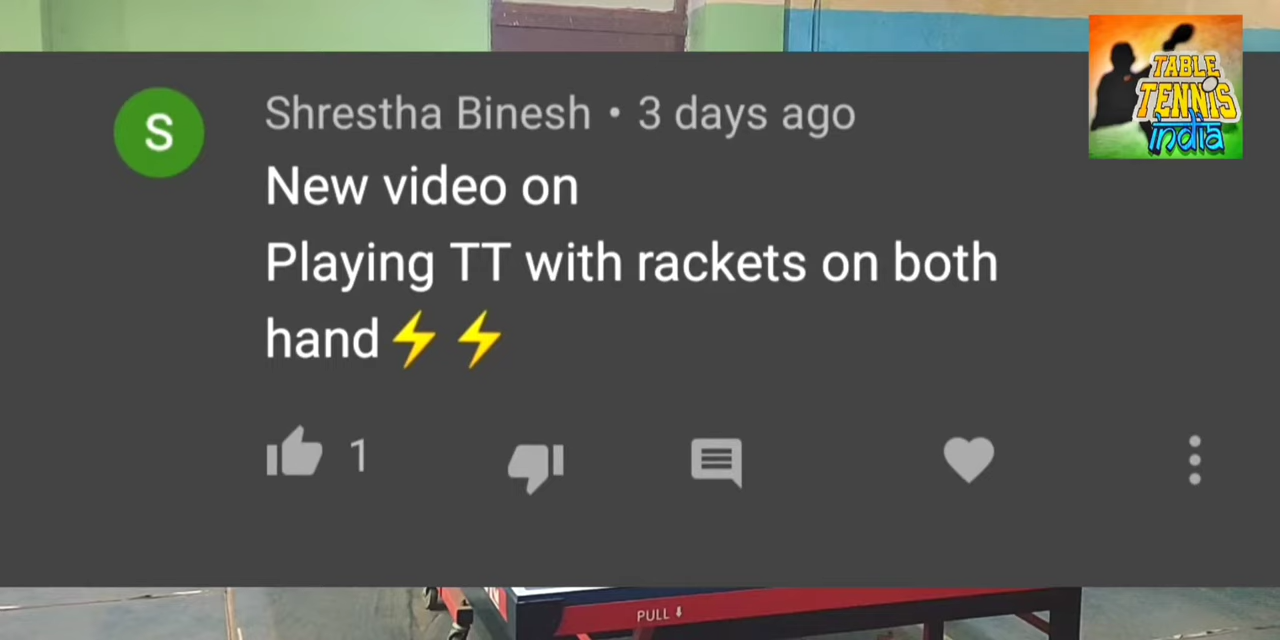 S
Shrestha Binesh • 3 days ago
New video on
Playing TT with rackets on both
hand⚡⚡
1
TABLE
TENNIS
india
PULL